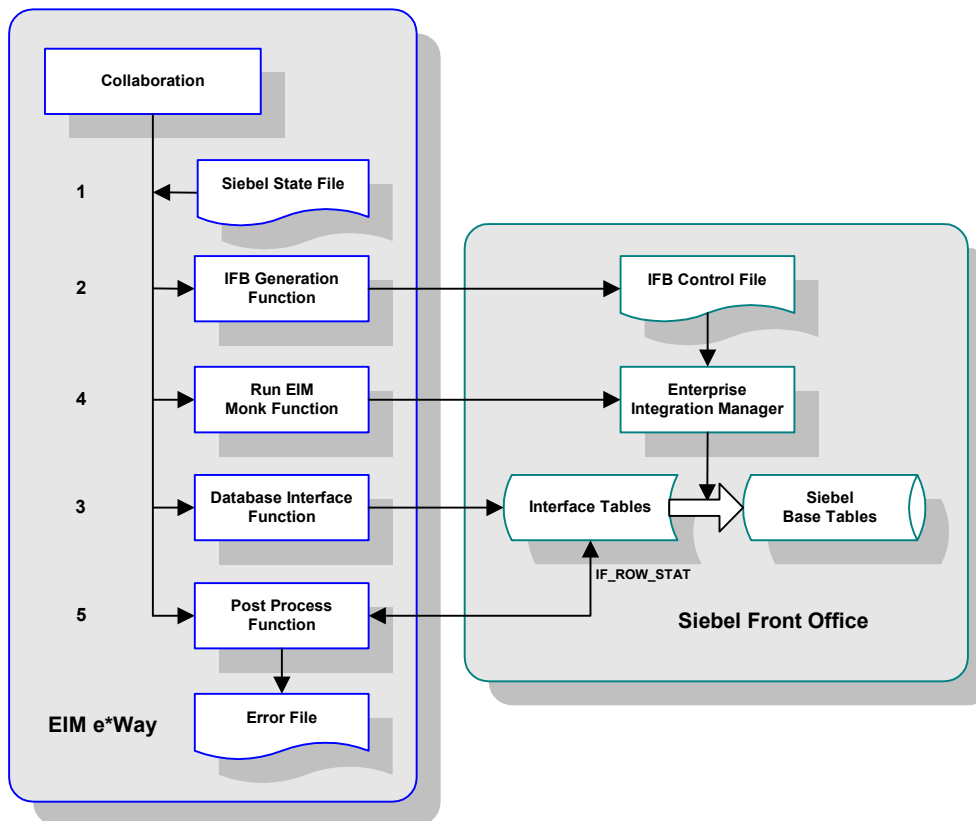 Collaboration
1
Siebel State File
2
IFB Generation
Function
IFB Control File
4
Run EIM
Monk Function
Enterprise
Integration Manager
3
Database Interface
Function
Interface Tables
Siebel
Base Tables
IF_ROW_STAT
5
Post Process
Function
Siebel Front Office
EIM e*Way
Error File